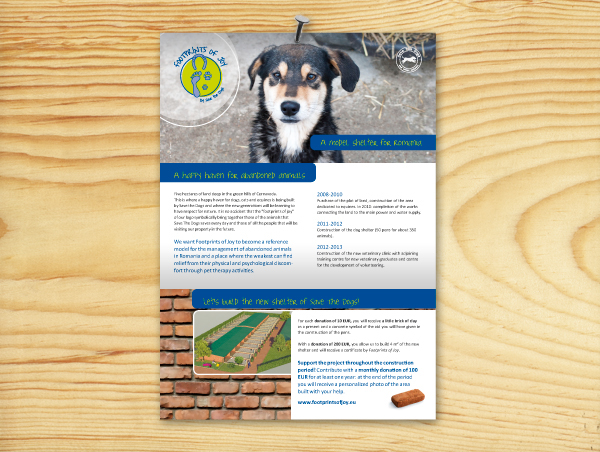 FOOTPRINTS OF JOY
by Save the Dogs
A model shelter for Romania
A happy haven for abandoned animals
Five hectares of land deep in the green hills of Cernavoda.
This is where a happy haven for dogs, cats and equines is being built
by Save the Dogs and where the new generations will be learning to
have respect for nature. It is no accident that the "Footprints of Joy"
of our logo symbolically bring together those of the animals that
Save The Dogs saves every day and those of all the people that will be
visiting our property in the future.
We want Footprints of Joy to become a reference
model for the management of abandoned animals
in Romania and a place where the weakest can find
relief from their physical and psychological discom-
fort through pet therapy activities.
2008-2010
Purchase of the plot of land, construction of the area
dedicated to equines. In 2010, completion of the works
connecting the land to the main power and water supply.
2011-2012
Construction of the dog shelter (50 pens for about 350
animals).
2012-2013
Construction of the new veterinary clinic with adjoining
training centre for new veterinary graduates and centre
for the development of volunteering.
Let's build the new shelter of Save the Dogs!
For each donation of 10 EUR, you will receive a little brick of clay
as a present and a concrete symbol of the aid you will have given in
the construction of the pens.
With a donation of 200 EUR, you allow us to build 4 m² of the new
shelter and will receive a certificate by Footprints of Joy.
Support the project throughout the construction
period! Contribute with a monthly donation of 100
EUR for at least one year: at the end of the period
you will receive a personalized photo of the area
built with your help.
www.footprintsofjoy.eu